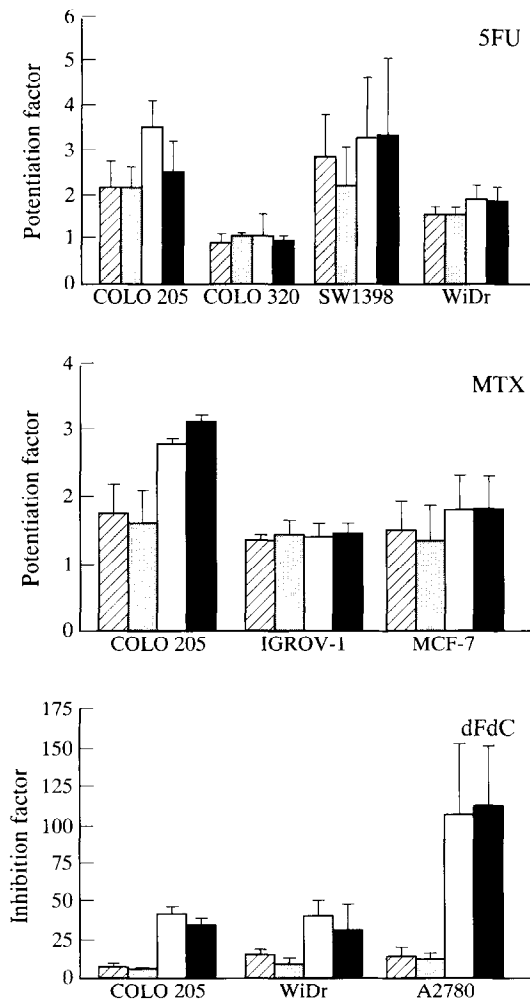 5FU
Potentiation factor
6
5
4
3
2
1
0
COLO 205 COLO 320 SW1398 WiDr
MTX
Potentiation factor
4
3
2
1
0
COLO 205 IGROV-1 MCF-7
dFdC
Inhibition factor
175
150
125
100
75
50
25
0
COLO 205 WiDr A2780